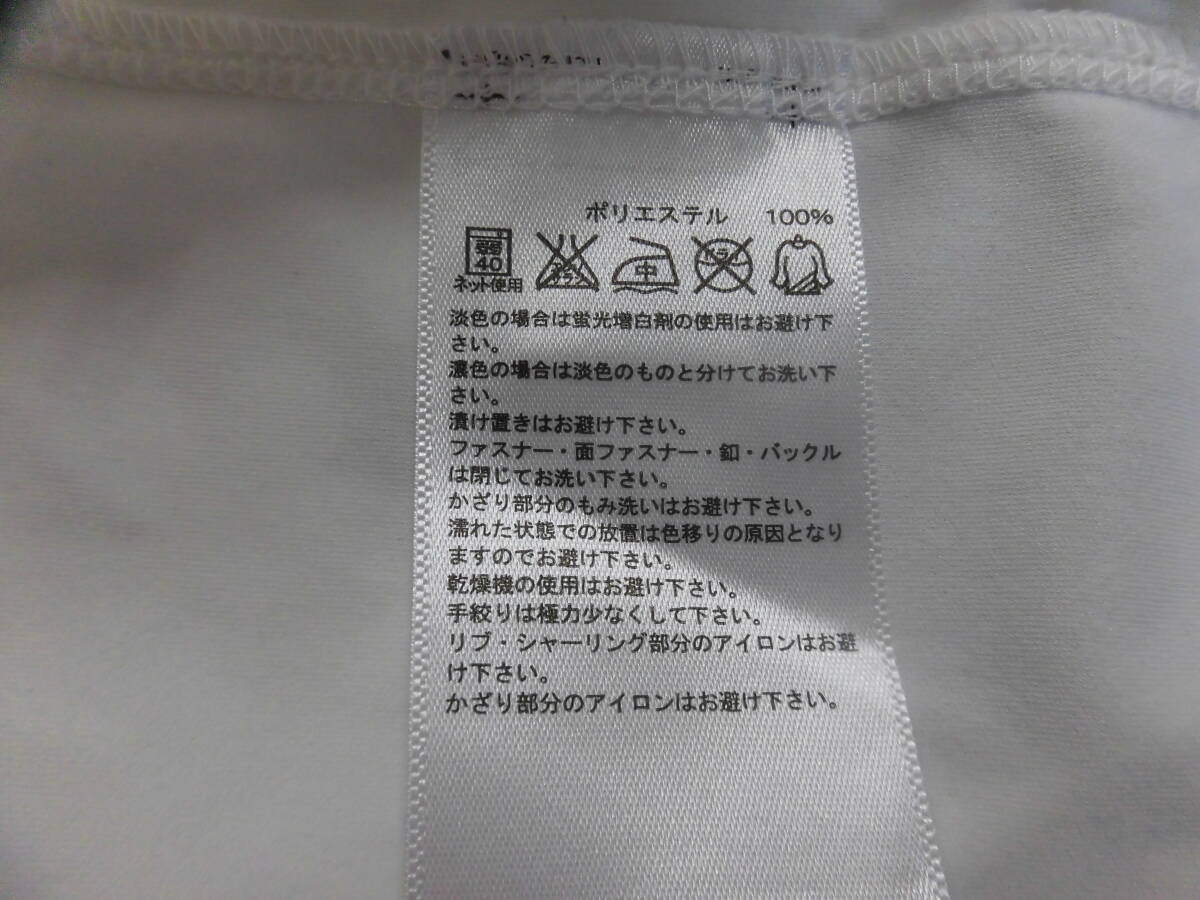 ポリエステル 100%
弱
40
ネット使用
中
淡色の場合は蛍光増白剤の使用はお避け下
さい。
濃色の場合は淡色のものと分けてお洗い下
さい。
漬け置きはお避け下さい。
ファスナー・面ファスナー・釦・バックル
は閉じてお洗い下さい。
かざり部分のもみ洗いはお避け下さい。
濡れた状態での放置は色移りの原因となり
ますのでお避け下さい。
乾燥機の使用はお避け下さい。
手絞りは極力少なくして下さい。
リブ・シャーリング部分のアイロンはお避
け下さい。
かざり部分のアイロンはお避け下さい。